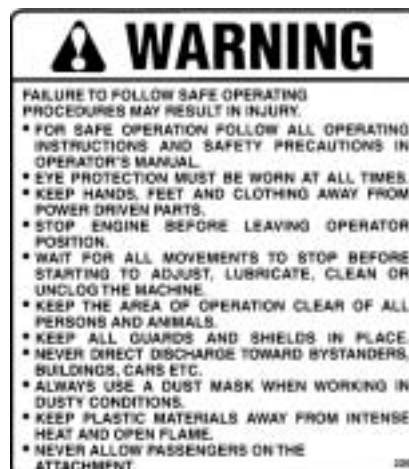 WARNING
FAILURE TO FOLLOW SAFE OPERATING
PROCEDURES MAY RESULT IN INJURY.
• FOR SAFE OPERATION FOLLOW ALL OPERATING
INSTRUCTIONS AND SAFETY PRECAUTIONS IN
OPERATOR'S MANUAL.
• EYE PROTECTION MUST BE WORN AT ALL TIMES.
• KEEP HANDS, FEET AND CLOTHING AWAY FROM
POWER DRIVEN PARTS.
• STOP ENGINE BEFORE LEAVING OPERATOR
POSITION.
• WAIT FOR ALL MOVEMENTS TO STOP BEFORE
STARTING TO ADJUST, LUBRICATE, CLEAN OR
UNCLOG THE MACHINE.
• KEEP THE AREA OF OPERATION CLEAR OF ALL
PERSONS AND ANIMALS.
• KEEP ALL GUARDS AND SHIELDS IN PLACE.
• NEVER DIRECT DISCHARGE TOWARD BYSTANDERS,
BUILDINGS, CARS ETC.
• ALWAYS USE A DUST MASK WHEN WORKING IN
DUSTY CONDITIONS.
• KEEP PLASTIC MATERIALS AWAY FROM INTENSE
HEAT AND OPEN FLAME.
• NEVER ALLOW PASSENGERS ON THE
ATTACHMENT